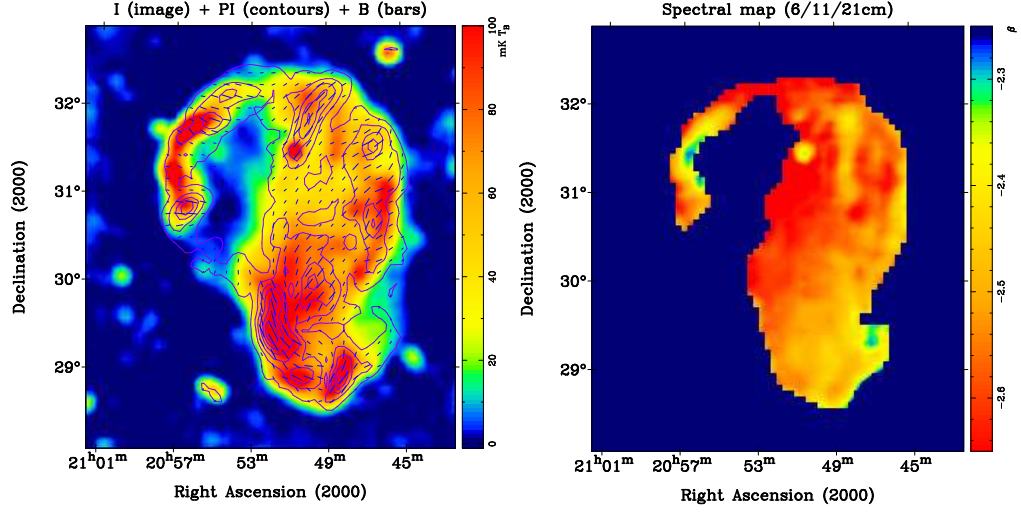 I (image) + PI (contours) + B (bars)
Declination (2000)
32°
31°
30°
29°
21ʰ01ᵐ 20ʰ57ᵐ 53ᵐ 49ᵐ 45ᵐ
Right Ascension (2000)
100
80
60
40
20
0
mK T_B
Spectral map (6/11/21cm)
Declination (2000)
32°
31°
30°
29°
21ʰ01ᵐ 20ʰ57ᵐ 53ᵐ 49ᵐ 45ᵐ
Right Ascension (2000)
β
-2.3
-2.4
-2.5
-2.6